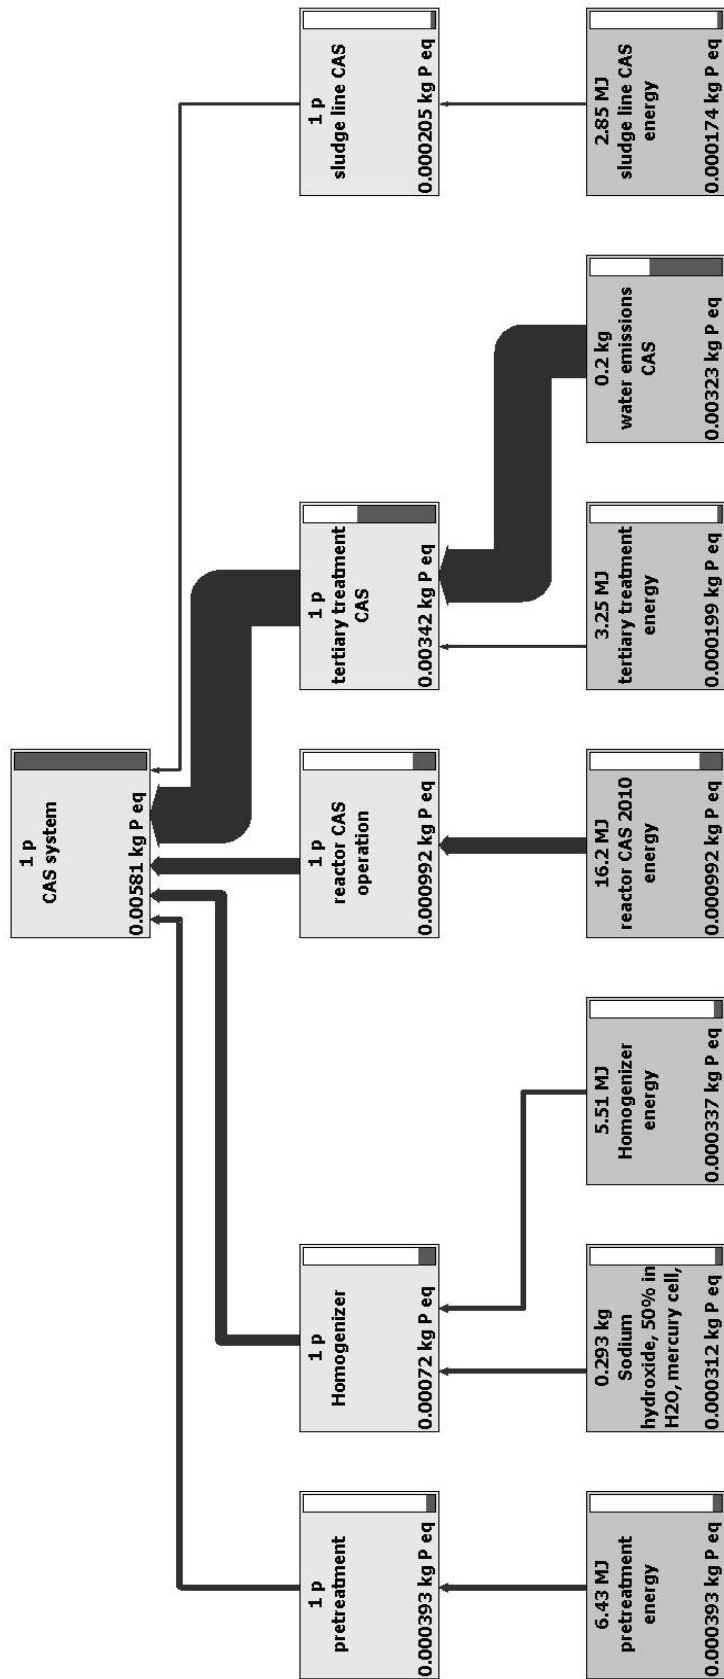 1 p
CAS system
0.00581 kg P eq
1 p
pretreatment
0.000393 kg P eq
1 p
Homogenizer
0.00072 kg P eq
1 p
reactor CAS
operation
0.000992 kg P eq
1 p
tertiary treatment
CAS
0.00342 kg P eq
1 p
sludge line CAS
0.000205 kg P eq
6.43 MJ
pretreatment
energy
0.000393 kg P eq
0.293 kg
Sodium
hydroxide, 50% in
H2O, mercury cell,
0.000312 kg P eq
5.51 MJ
Homogenizer
energy
0.000337 kg P eq
16.2 MJ
reactor CAS 2010
energy
0.000992 kg P eq
3.25 MJ
tertiary treatment
energy
0.000199 kg P eq
0.2 kg
water emissions
CAS
0.00323 kg P eq
2.85 MJ
sludge line CAS
energy
0.000174 kg P eq